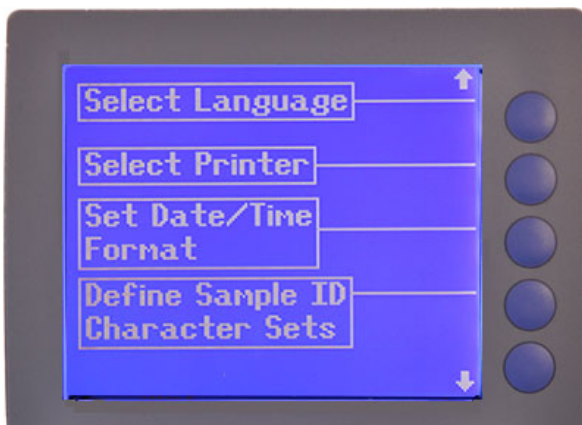 Select Language
Select Printer
Set Date/Time
Format
Define Sample ID
Character Sets